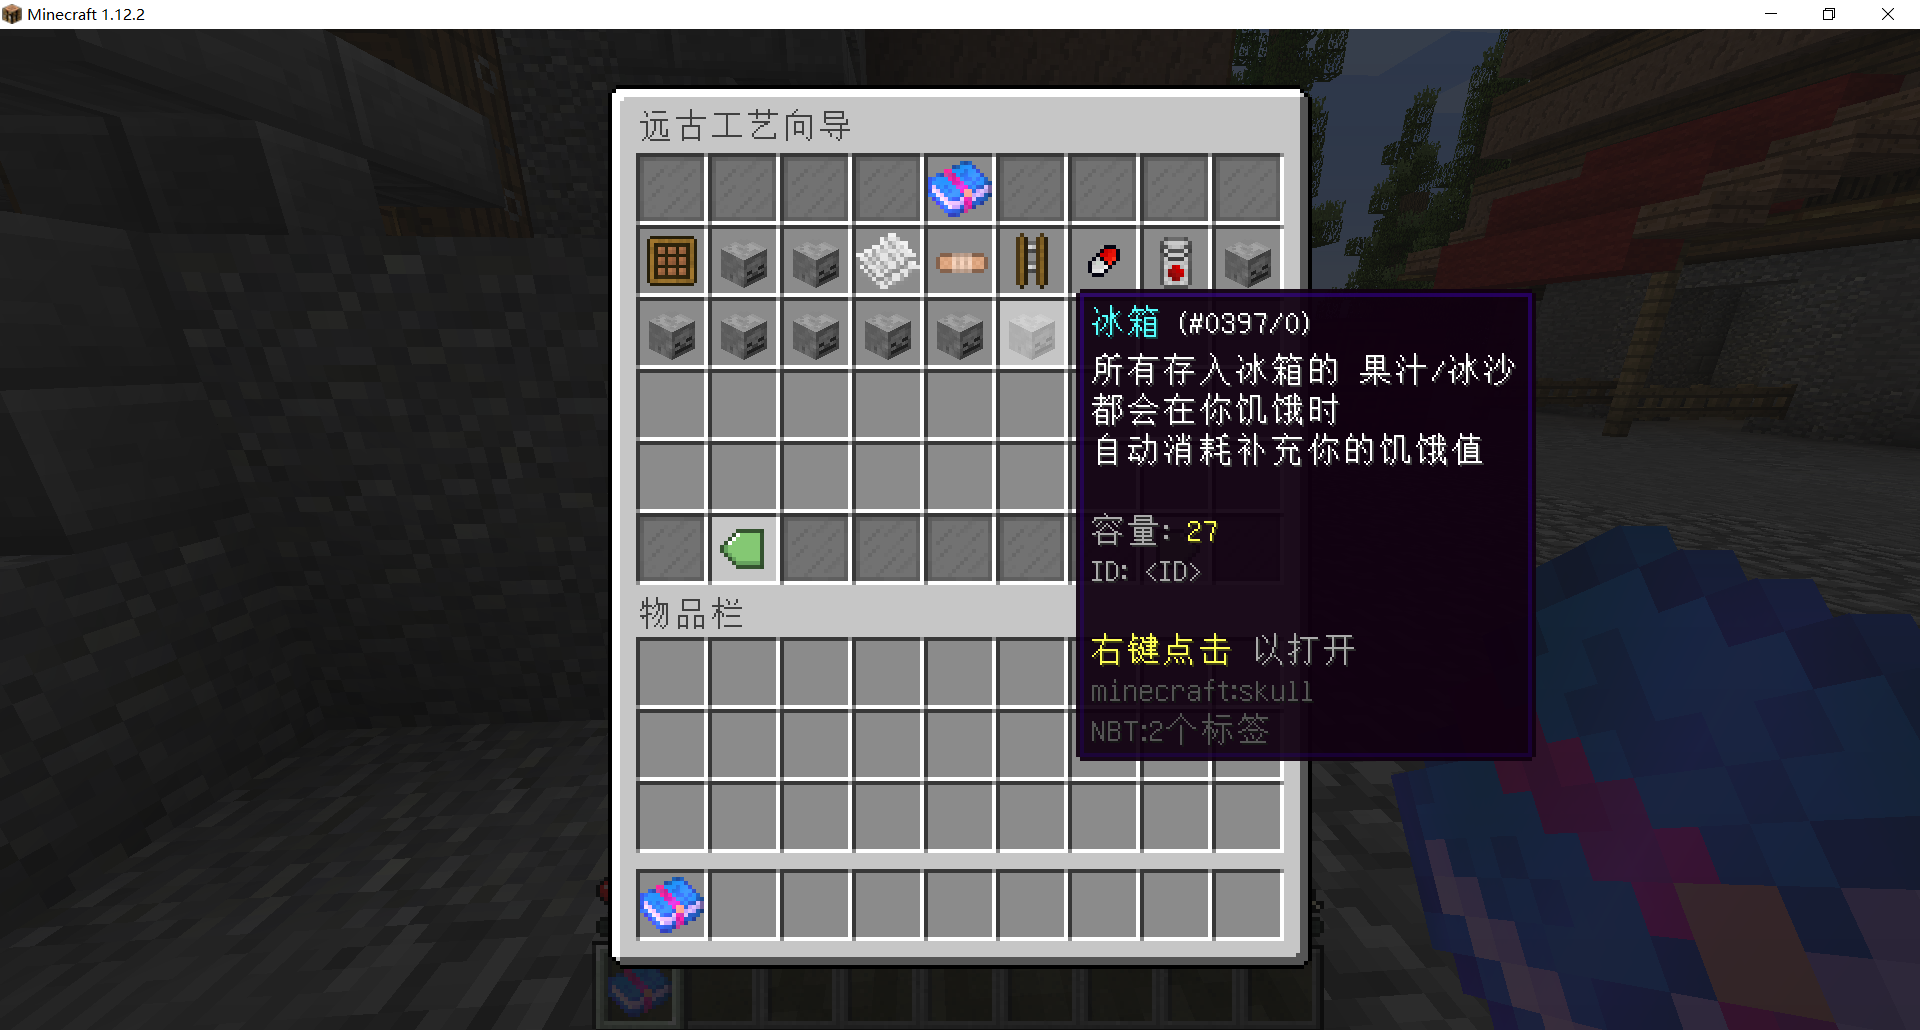 Minecraft 1.12.2
远古工艺向导
冰箱 (#0397/0)
所有存入冰箱的 果汁/冰沙
都会在你饥饿时
自动消耗补充你的饥饿值
容量: 27
ID: <ID>
右键点击 以打开
minecraft:skull
NBT:2个标签
物品栏